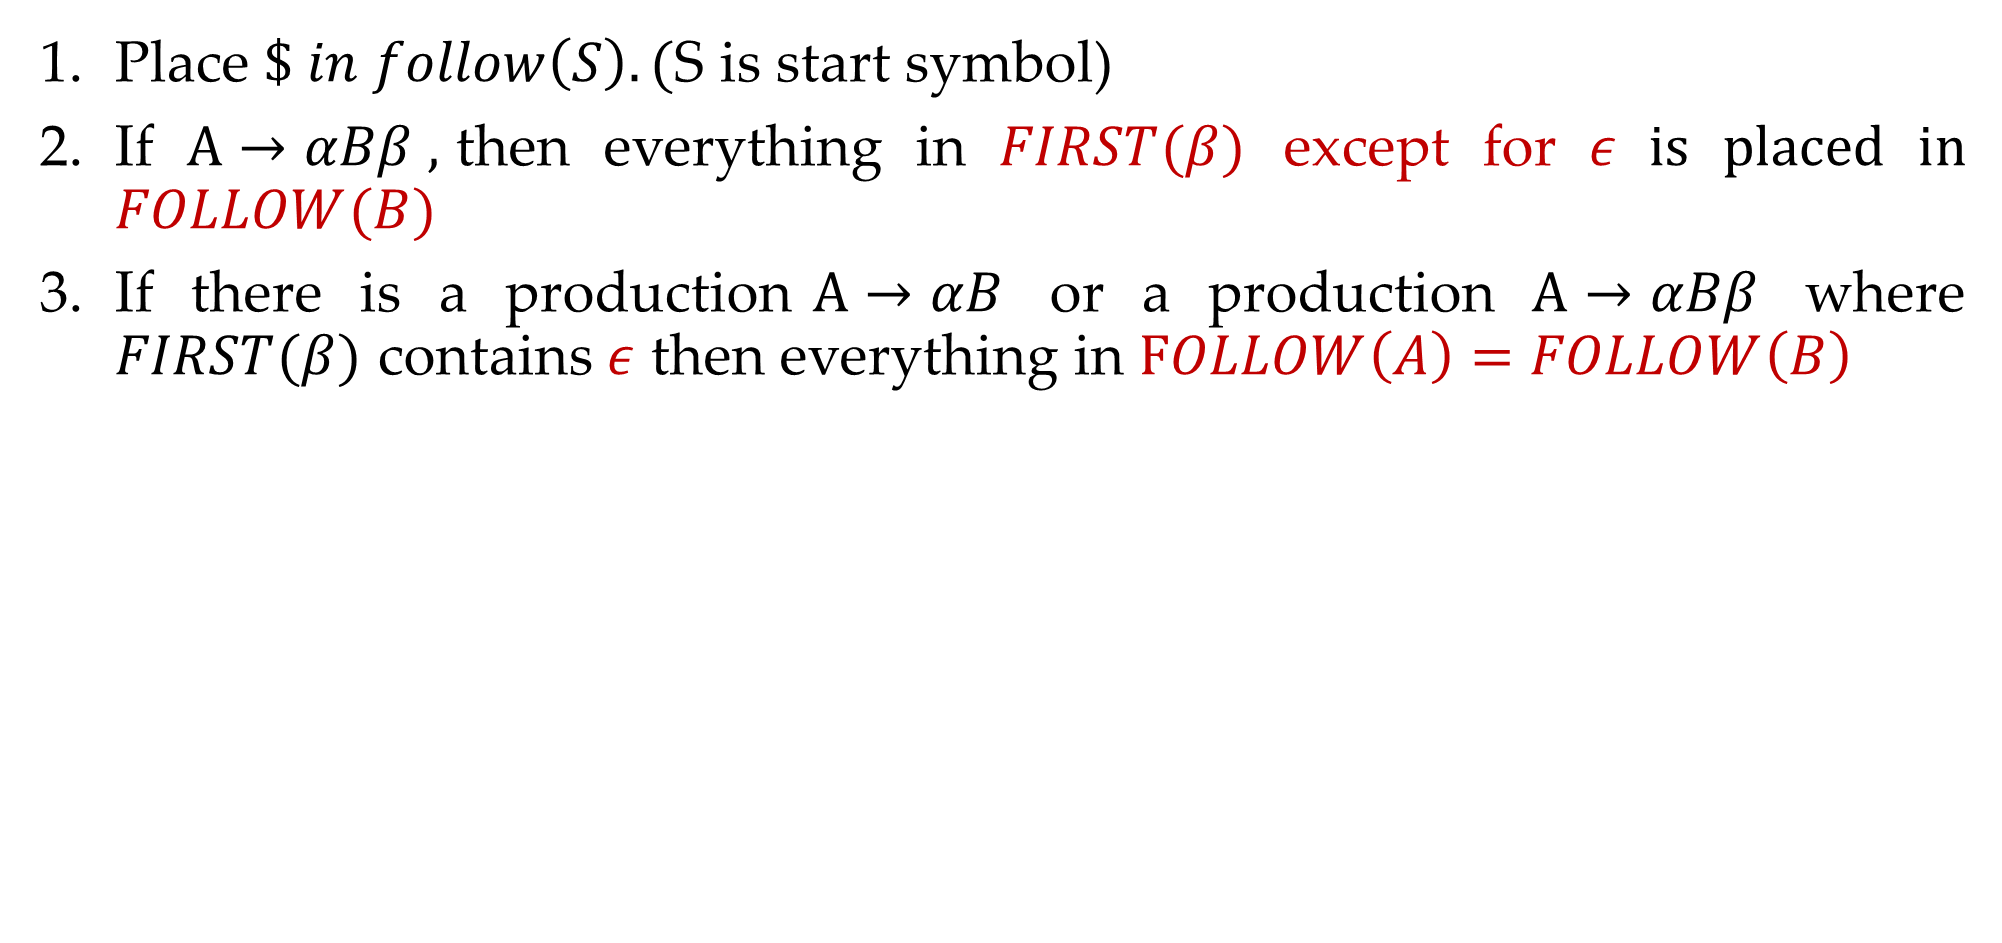 1. Place $ in follow(S). (S is start symbol)
2. If A → αBβ , then everything in FIRST(β) except for ϵ is placed in
FOLLOW(B)
3. If there is a production A → αB or a production A → αBβ where
FIRST(β) contains ϵ then everything in FOLLOW(A) = FOLLOW(B)